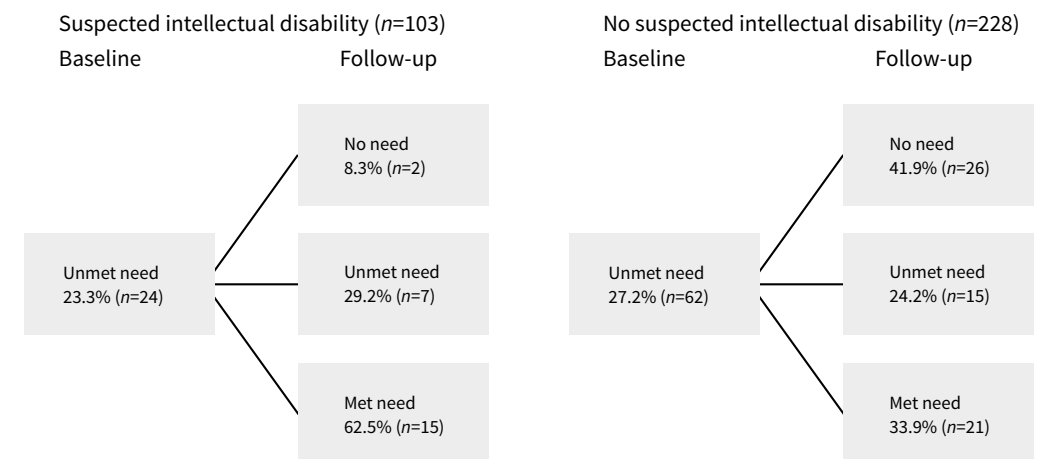 Suspected intellectual disability (n=103)
Baseline
Follow-up
No need
8.3% (n=2)
Unmet need
23.3% (n=24)
Unmet need
29.2% (n=7)
Met need
62.5% (n=15)
No suspected intellectual disability (n=228)
Baseline
Follow-up
No need
41.9% (n=26)
Unmet need
27.2% (n=62)
Unmet need
24.2% (n=15)
Met need
33.9% (n=21)